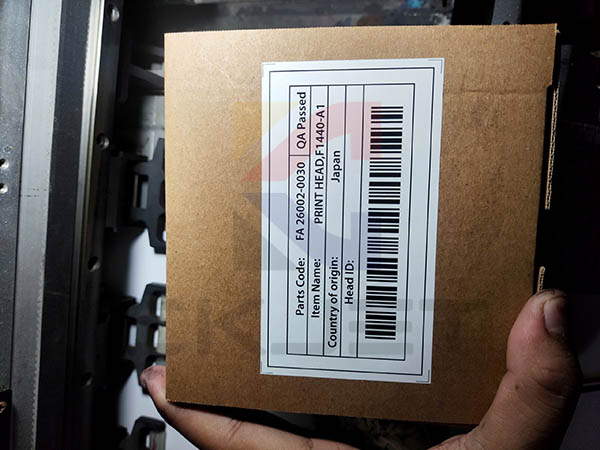 Parts Code: FA 26002-0030 QA Passed
Item Name: PRINT HEAD,F1440-A1
Country of origin: Japan
Head ID: